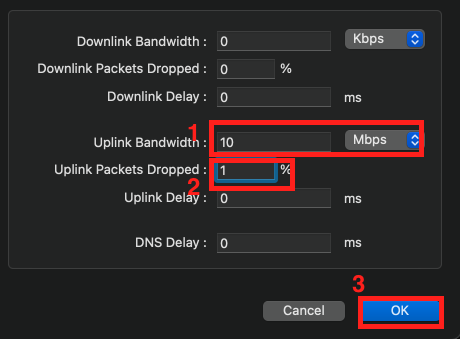 Downlink Bandwidth : 0 Kbps
Downlink Packets Dropped : 0 %
Downlink Delay : 0 ms
1 Uplink Bandwidth : 10 Mbps
Uplink Packets Dropped : 1 %
2
Uplink Delay : 0 ms
DNS Delay : 0 ms
3
Cancel OK